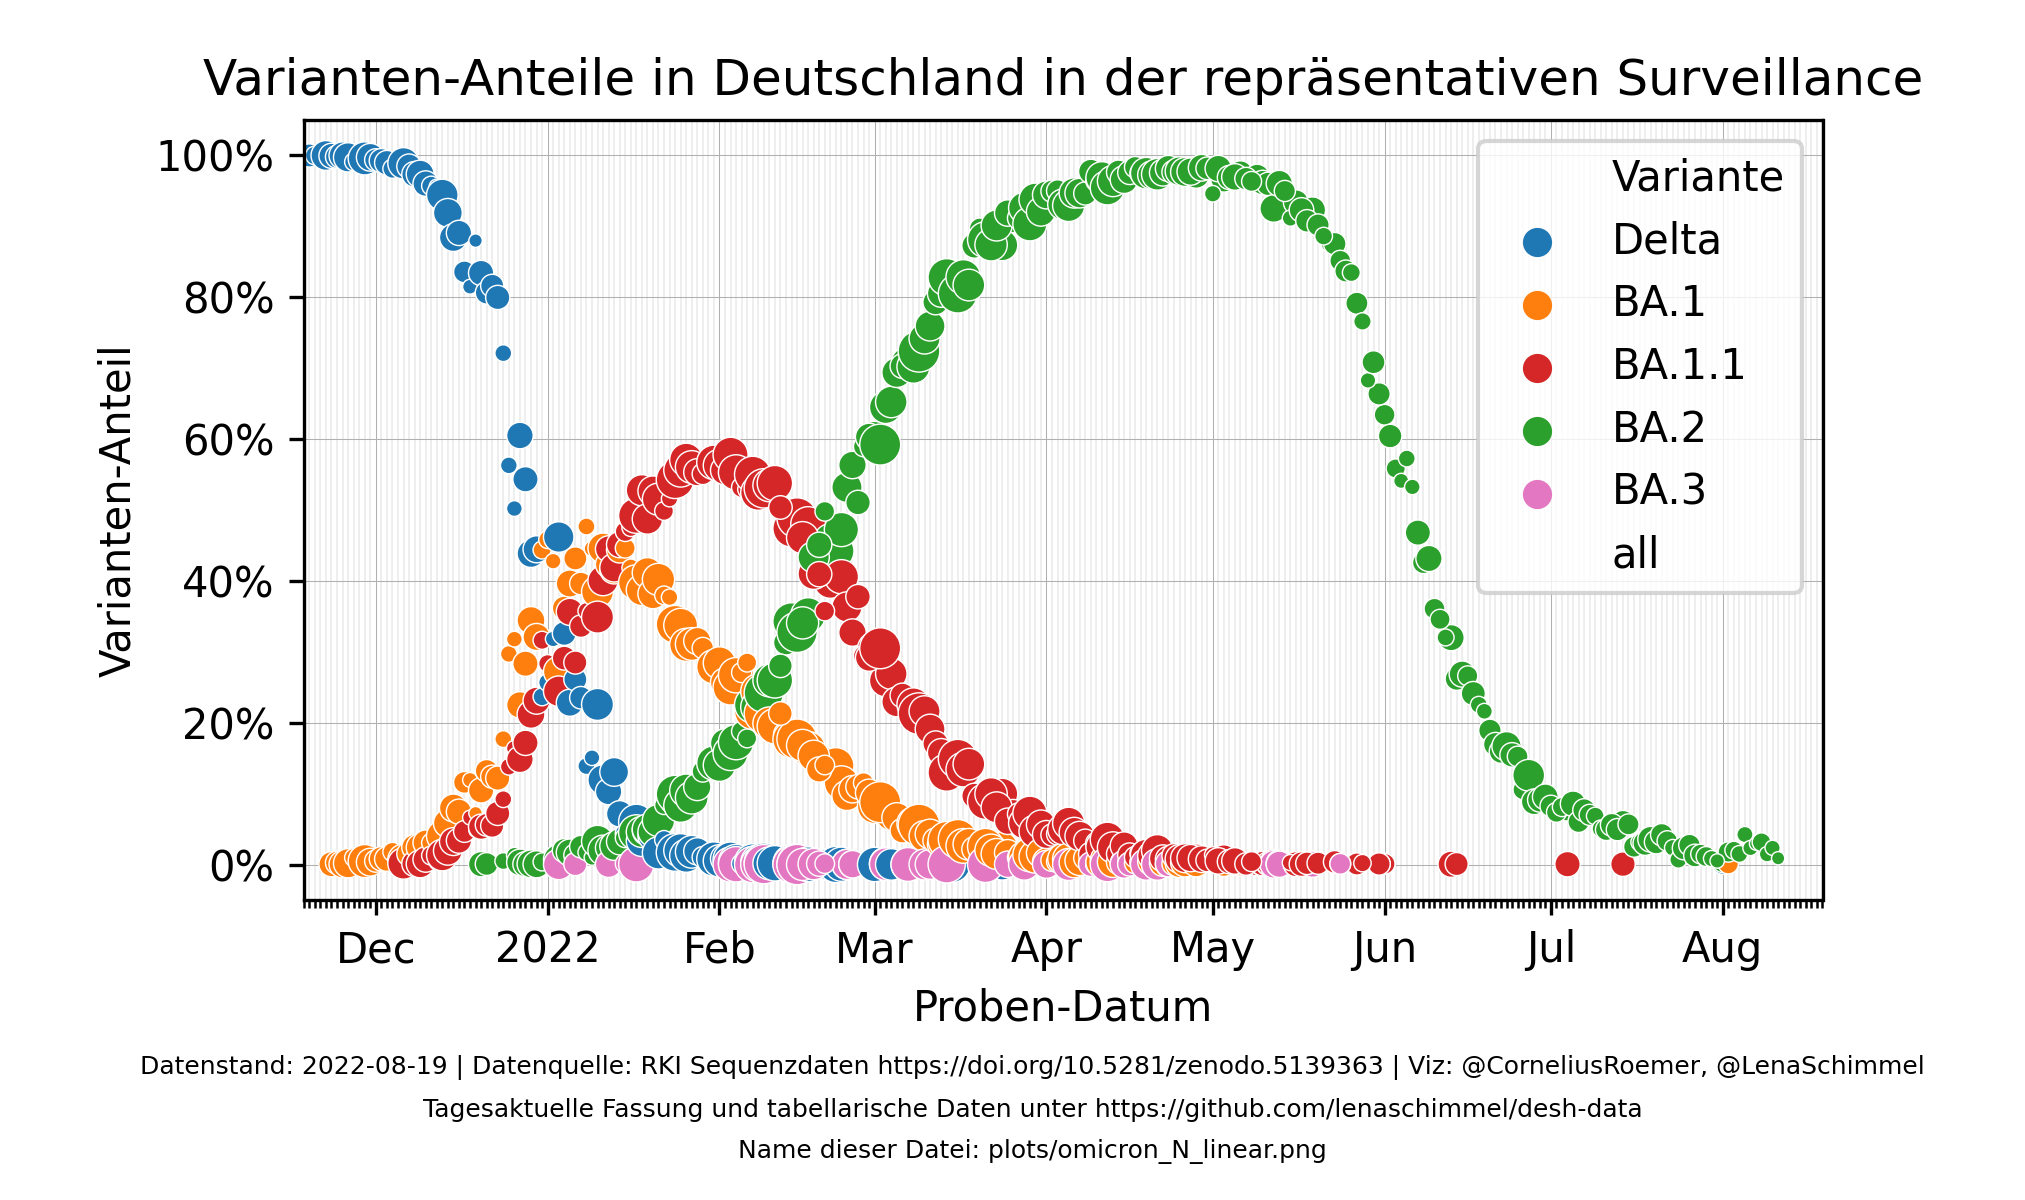 Varianten-Anteile in Deutschland in der repräsentativen Surveillance
Varianten-Anteil
100%
80%
60%
40%
20%
0%
Variante
Delta
BA.1
BA.1.1
BA.2
BA.3
all
Dec 2022 Feb Mar Apr May Jun Jul Aug
Proben-Datum
Datenstand: 2022-08-19 | Datenquelle: RKI Sequenzdaten https://doi.org/10.5281/zenodo.5139363 | Viz: @CorneliusRoemer, @LenaSchimmel
Tagesaktuelle Fassung und tabellarische Daten unter https://github.com/lenaschimmel/desh-data
Name dieser Datei: plots/omicron_N_linear.png